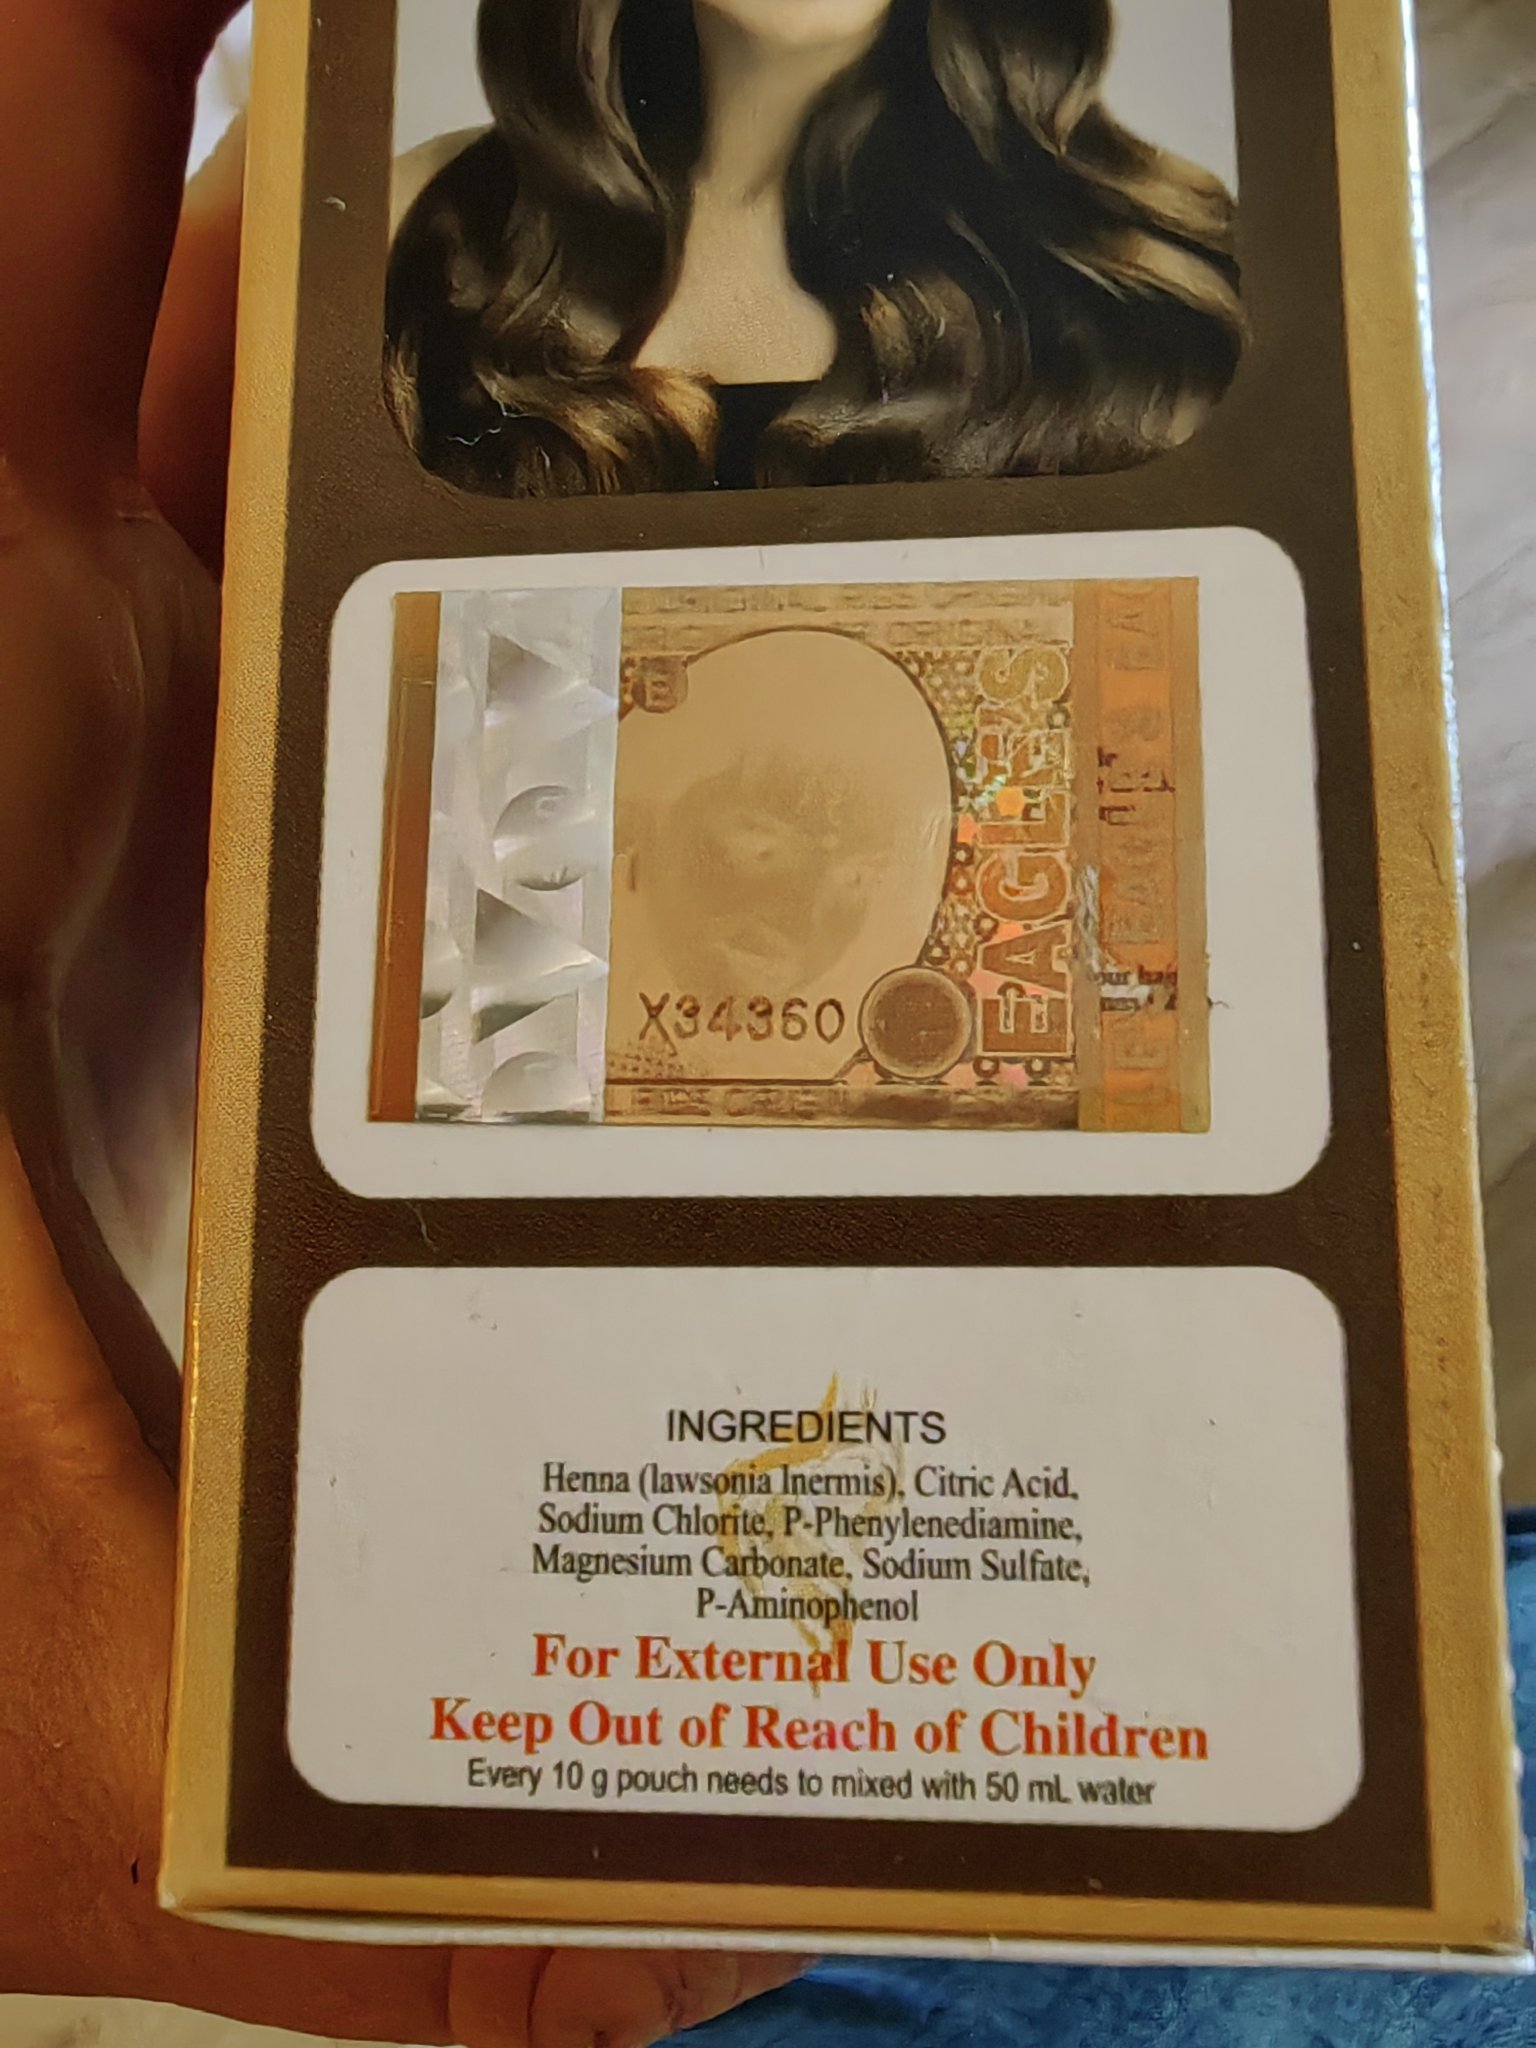 EAGLE'S
X34360
INGREDIENTS
Henna (lawsonia Inermis), Citric Acid,
Sodium Chlorite, P-Phenylenediamine,
Magnesium Carbonate, Sodium Sulfate,
P-Aminophenol
For External Use Only
Keep Out of Reach of Children
Every 10 g pouch needs to mixed with 50 mL water